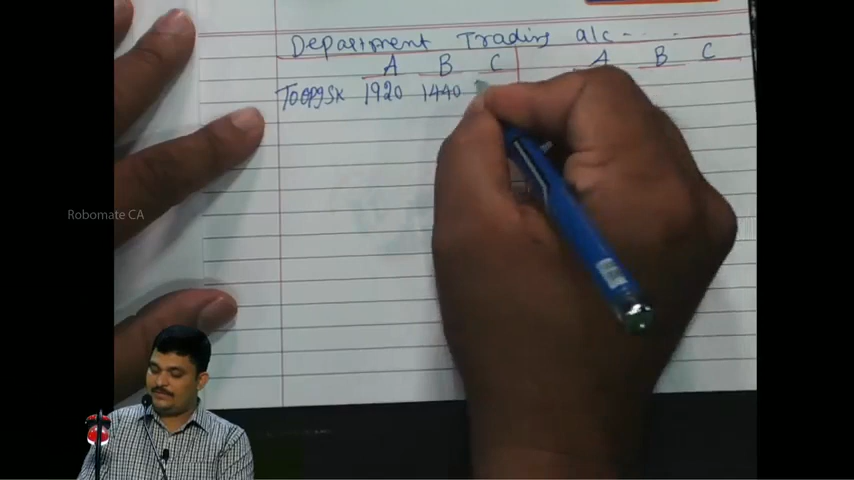 Department Trading a/c - - -
A B C A B C
To opg sk 1920 1440
Robomate CA